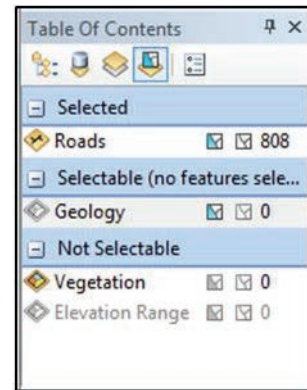 Table Of Contents
Selected
Roads 808
Selectable (no features sele...
Geology 0
Not Selectable
Vegetation 0
Elevation Range 0